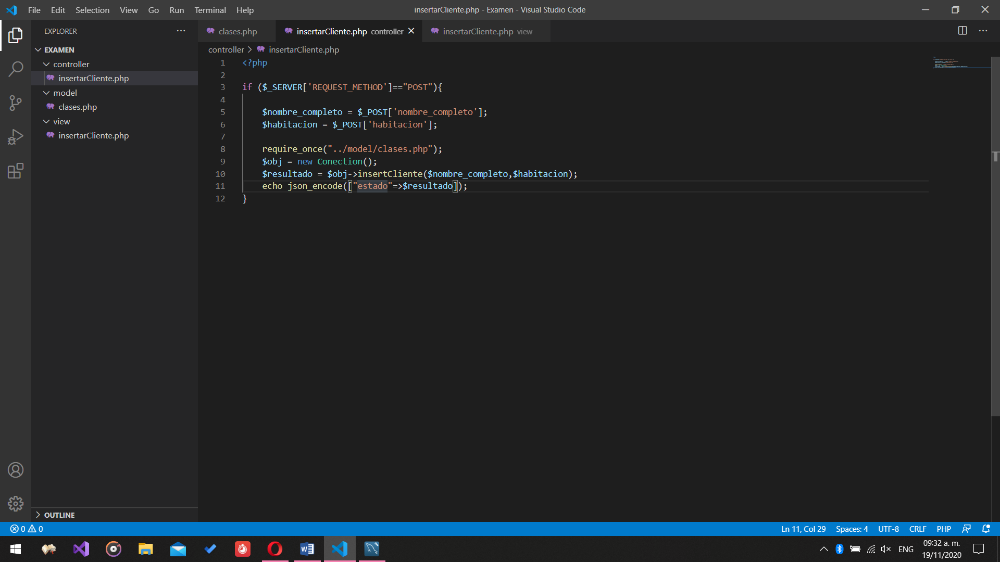 File Edit Selection View Go Run Terminal Help
insertarCliente.php - Examen - Visual Studio Code
EXPLORER
EXAMEN
controller
insertarCliente.php
model
clases.php
view
insertarCliente.php
OUTLINE
clases.php
insertarCliente.php controller
insertarCliente.php view
controller > insertarCliente.php
1 <?php
2
3 if ($_SERVER['REQUEST_METHOD']=="POST"){
4
5 $nombre_completo = $_POST['nombre_completo'];
6 $habitacion = $_POST['habitacion'];
7
8 require_once("../model/clases.php");
9 $obj = new Conection();
10 $resultado = $obj->insertCliente($nombre_completo,$habitacion);
11 echo json_encode(["estado"=>$resultado]);
12 }
0 0
Ln 11, Col 29 Spaces: 4 UTF-8 CRLF PHP
ENG
09:32 a. m.
19/11/2020